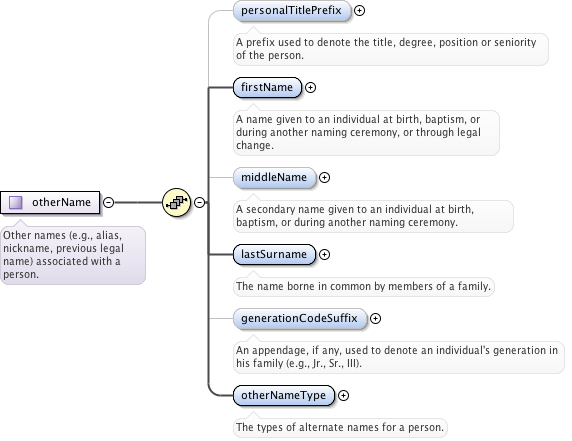 personalTitlePrefix
A prefix used to denote the title, degree, position or seniority
of the person.
firstName
A name given to an individual at birth, baptism, or
during another naming ceremony, or through legal
change.
middleName
A secondary name given to an individual at birth,
baptism, or during another naming ceremony.
otherName
Other names (e.g., alias,
nickname, previous legal
name) associated with a
person.
lastSurname
The name borne in common by members of a family.
generationCodeSuffix
An appendage, if any, used to denote an individual's generation in
his family (e.g., Jr., Sr., III).
otherNameType
The types of alternate names for a person.